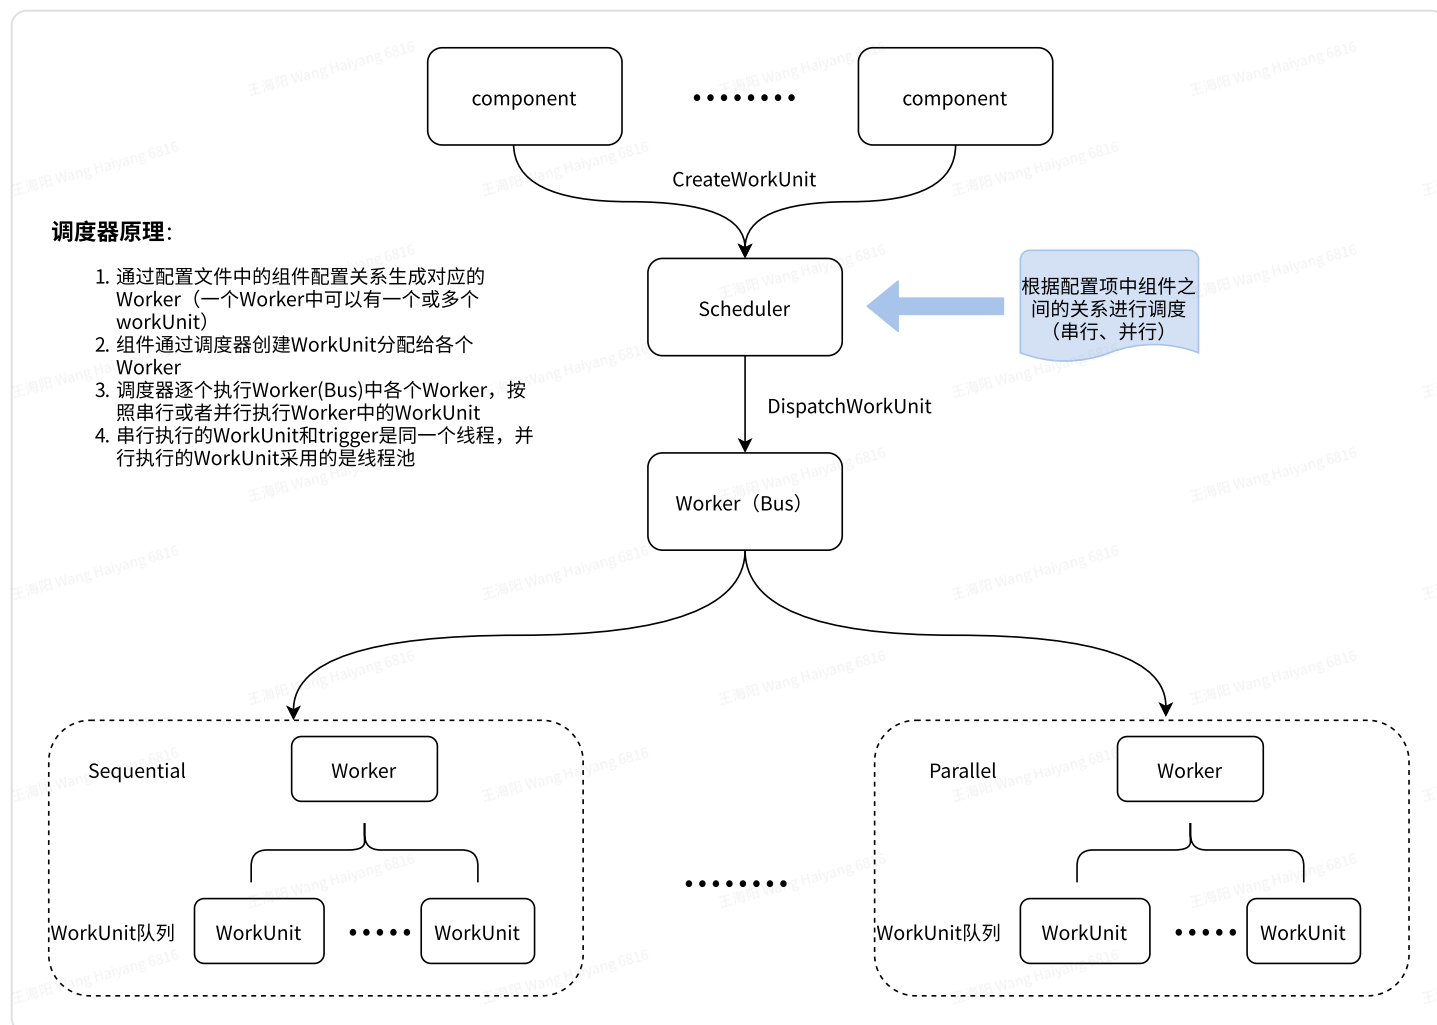 component
component
CreateWorkUnit
调度器原理：
1. 通过配置文件中的组件配置关系生成对应的
Worker（一个Worker中可以有一个或多个
workUnit）
2. 组件通过调度器创建WorkUnit分配给各个
Worker
3. 调度器逐个执行Worker(Bus)中各个Worker，按
照串行或者并行执行Worker中的WorkUnit
4. 串行执行的WorkUnit和trigger是同一个线程，并
行执行的WorkUnit采用的是线程池
Scheduler
根据配置项中组件之
间的关系进行调度
（串行、并行）
DispatchWorkUnit
Worker（Bus）
Sequential
Worker
WorkUnit队列
WorkUnit
WorkUnit
Parallel
Worker
WorkUnit队列
WorkUnit
WorkUnit
王海阳 Wang Haiyang 6816